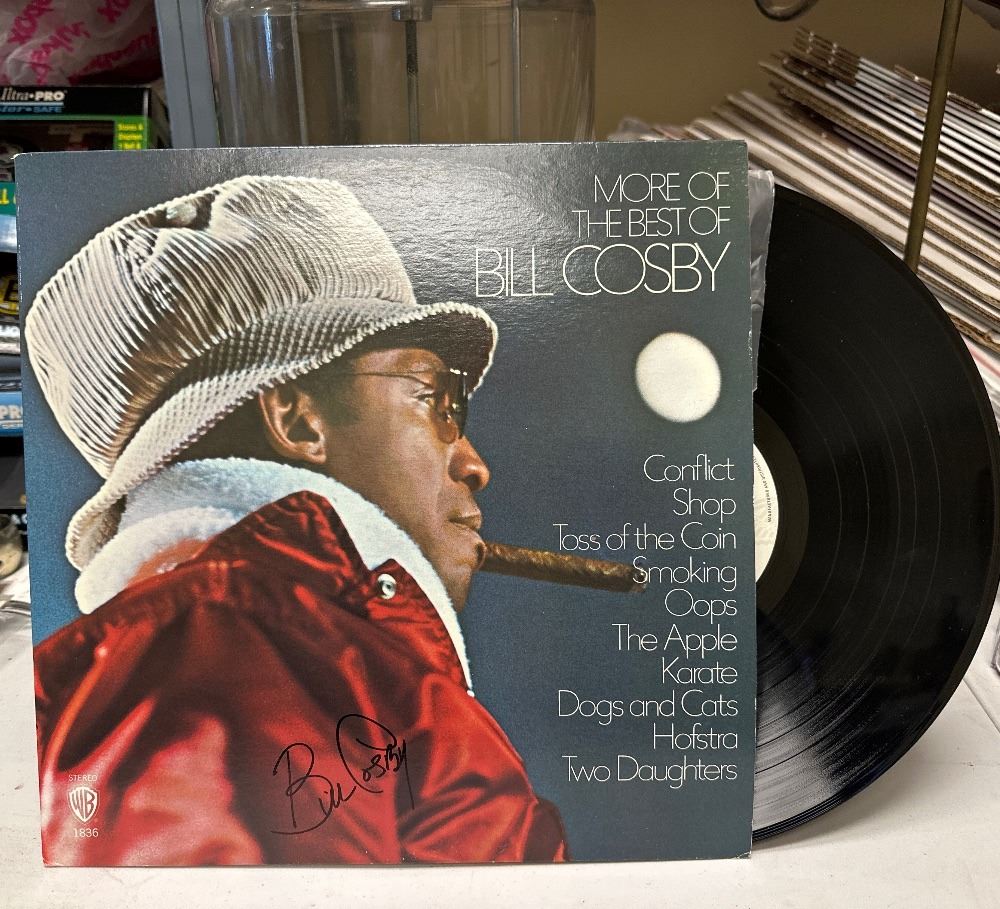 Ultra•PRO
MORE OF
THE BEST OF
BILL COSBY
Conflict
Shop
Toss of the Coin
Smoking
Oops
The Apple
Karate
Dogs and Cats
Hofstra
Two Daughters
Bill Cosby
STEREO
WB
1836